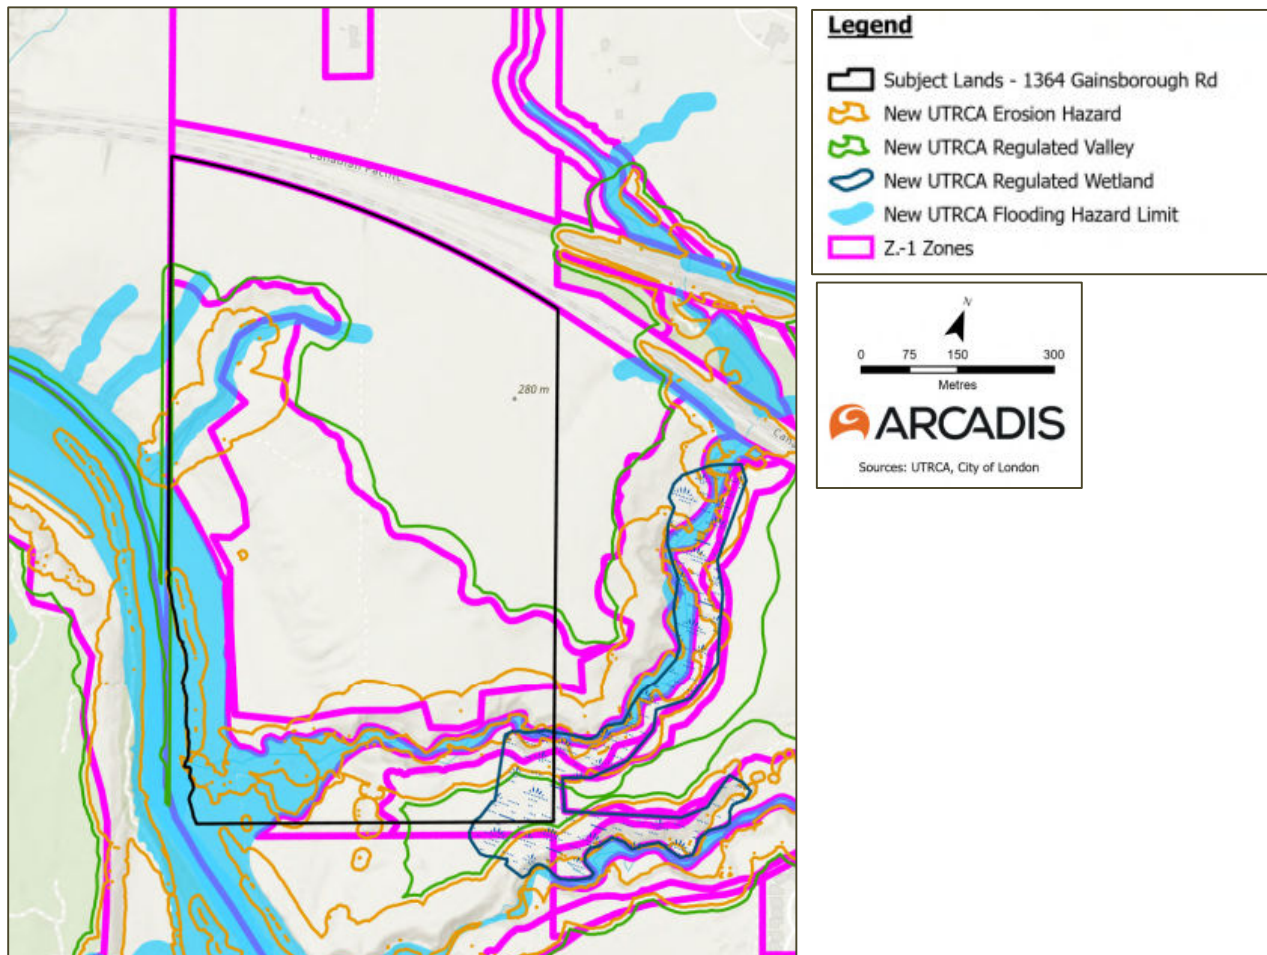 Legend
Subject Lands - 1364 Gainsborough Rd
New UTRCA Erosion Hazard
New UTRCA Regulated Valley
New UTRCA Regulated Wetland
New UTRCA Flooding Hazard Limit
Z.-1 Zones
N
0 75 150 300
Metres
ARCADIS
Sources: UTRCA, City of London
Canadian Pacific
280 m